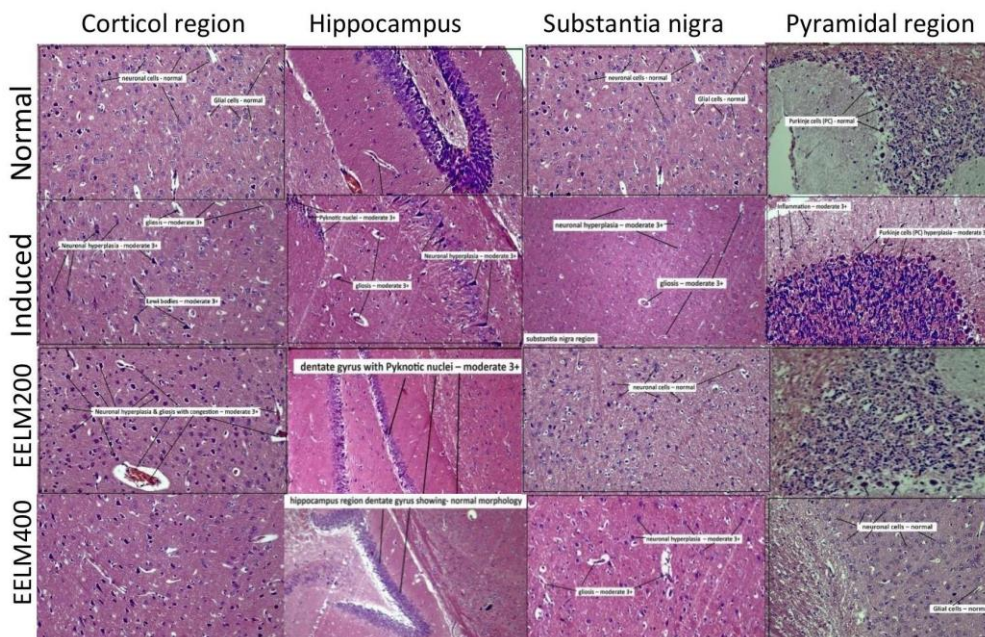 Corticol region Hippocampus Substantia nigra Pyramidal region
Normal
neuronal cells - normal
Glial cells - normal
neuronal cells - normal
Glial cells - normal
Purkinje cells (PC) - normal
Induced
gliosis – moderate 3+
Neuronal hyperplasia - moderate 3+
Lewi bodies – moderate 3+
Pyknotic nuclei – moderate 3+
Neuronal hyperplasia – moderate 3+
gliosis – moderate 3+
neuronal hyperplasia – moderate 3+
gliosis – moderate 3+
substantia nigra region
Inflammation – moderate 3+
Purkinje cells (PC) hyperplasia – moderate 3
EELM200
Neuronal hyperplasia & gliosis with congestion – moderate 3+
dentate gyrus with Pyknotic nuclei – moderate 3+
neuronal cells – normal
EELM400
hippocampus region dentate gyrus showing- normal morphology
neuronal hyperplasia – moderate 3+
gliosis – moderate 3+
neuronal cells – normal
Glial cells – norm